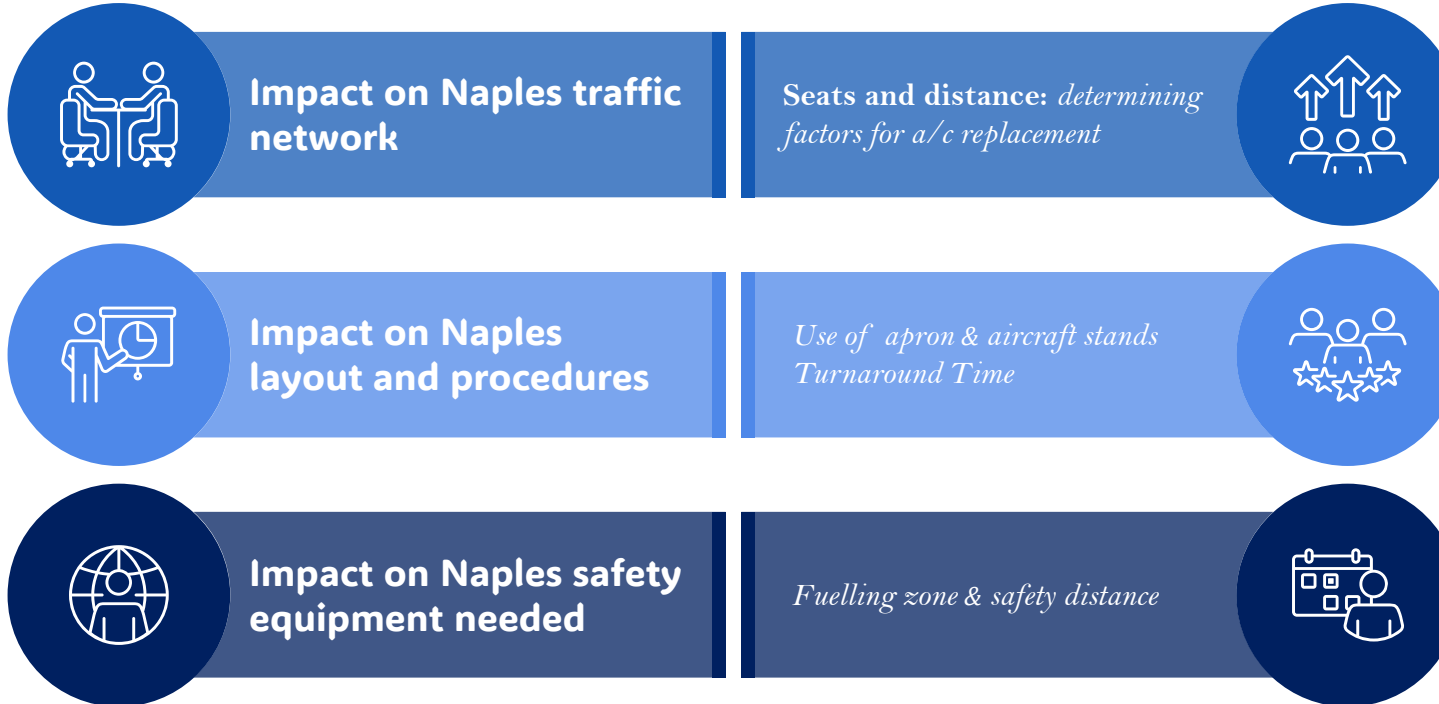 Impact on Naples traffic
network
Seats and distance: determining
factors for a/c replacement
Impact on Naples
layout and procedures
Use of apron & aircraft stands
Turnaround Time
Impact on Naples safety
equipment needed
Fuelling zone & safety distance